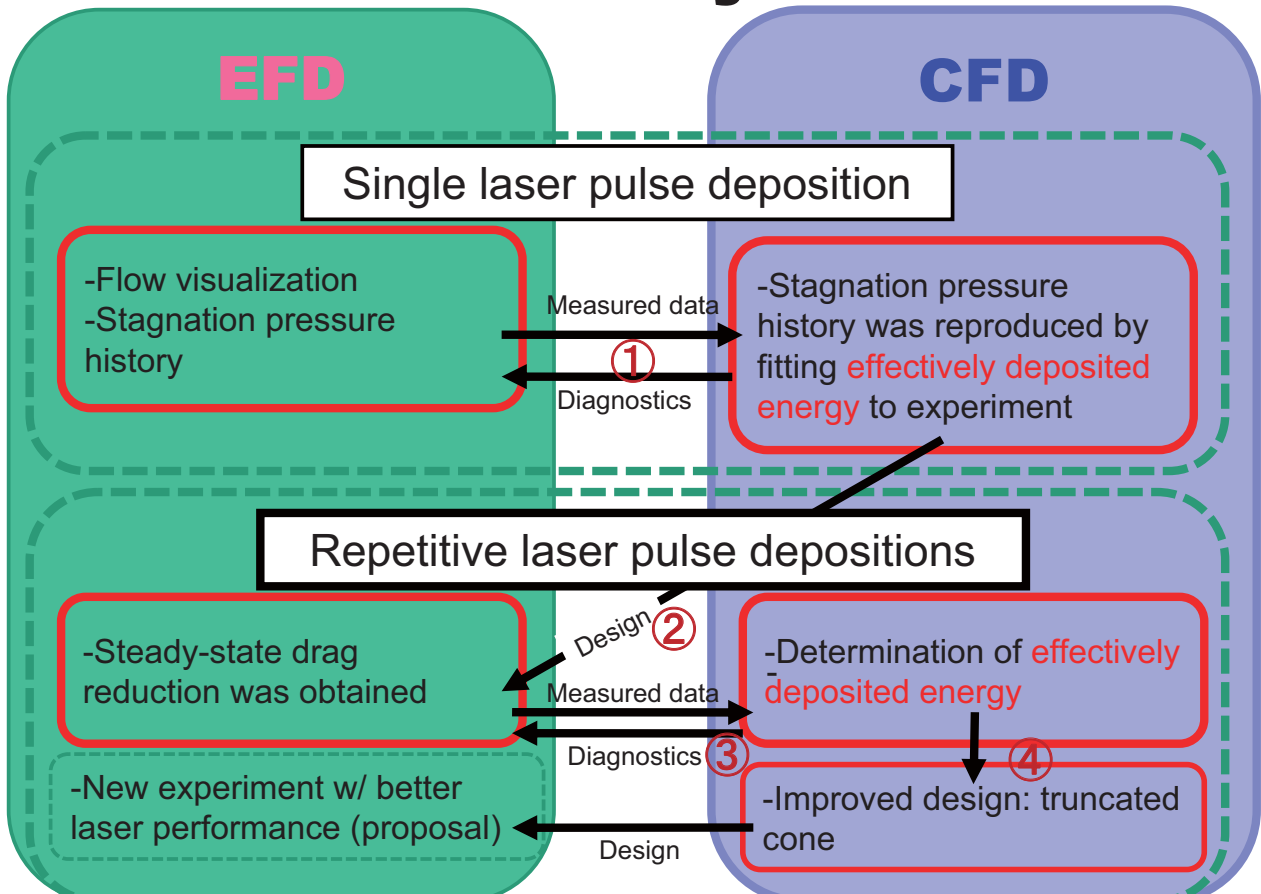 EFD
CFD
Single laser pulse deposition
-Flow visualization
-Stagnation pressure
history
Measured data
①
Diagnostics
-Stagnation pressure
history was reproduced by
fitting effectively deposited
energy to experiment
Repetitive laser pulse depositions
Design ②
-Steady-state drag
reduction was obtained
Measured data
Diagnostics ③
-Determination of effectively
-deposited energy
④
-New experiment w/ better
laser performance (proposal)
Design
-Improved design: truncated
cone